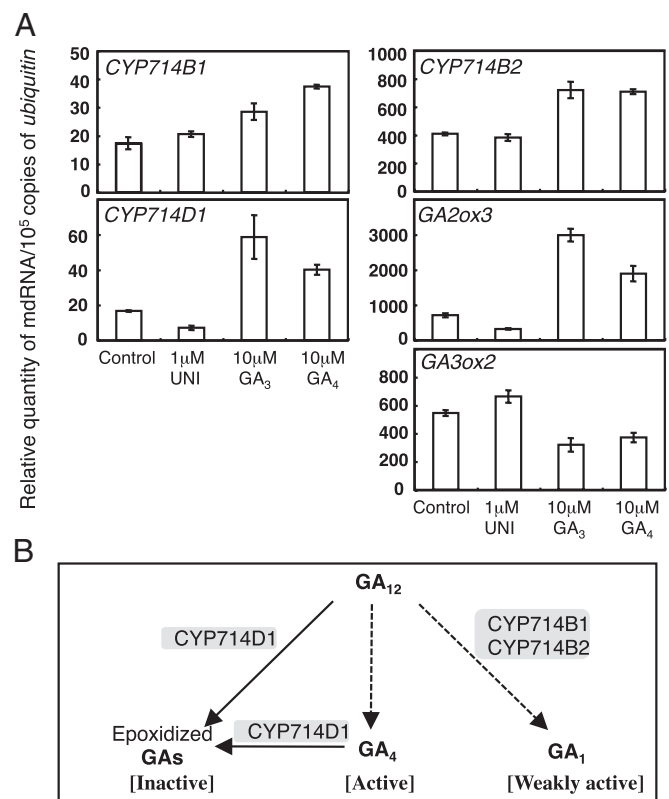 A
Relative quantity of mdRNA/10⁵ copies of ubiquitin
CYP714B1
50
40
30
20
10
0
CYP714B2
1000
800
600
400
200
0
CYP714D1
60
40
20
0
Control 1μM 10μM 10μM
UNI GA₃ GA₄
GA2ox3
3000
2000
1000
0
GA3ox2
800
600
400
200
0
Control 1μM 10μM 10μM
UNI GA₃ GA₄
B
GA₁₂
CYP714D1
CYP714B1
CYP714B2
Epoxidized
GAs
CYP714D1
GA₄
GA₁
[Inactive] [Active] [Weakly active]